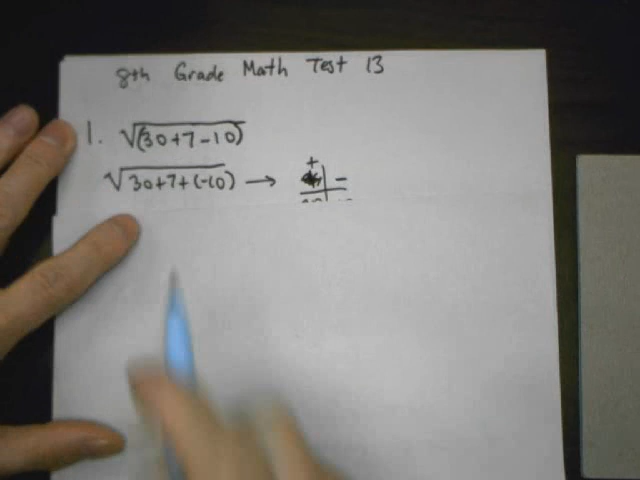 8th Grade Math Test 13
1. √(30+7-10)
√30+7+(-10) → + | -